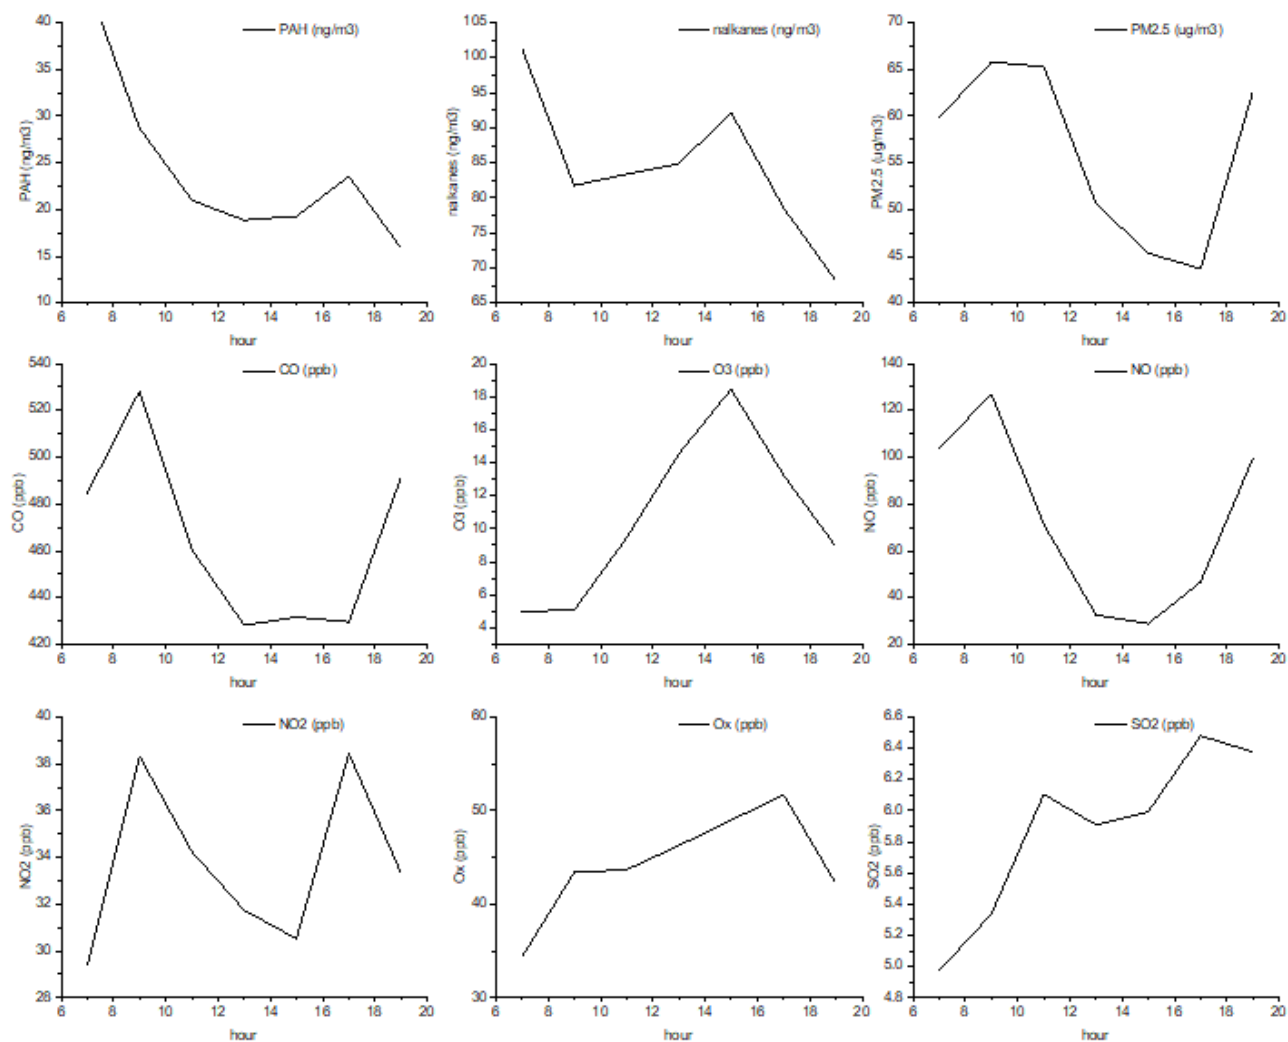 PAH (ng/m3)
PAH (ng/m3)
40
35
30
25
20
15
10
6 8 10 12 14 16 18 20
hour
nalkanes (ng/m3)
nalkanes (ng/m3)
105
100
95
90
85
80
75
70
65
6 8 10 12 14 16 18 20
hour
PM2.5 (ug/m3)
PM2.5 (ug/m3)
70
65
60
55
50
45
40
6 8 10 12 14 16 18 20
hour
CO (ppb)
CO (ppb)
540
520
500
480
460
440
420
6 8 10 12 14 16 18 20
hour
O3 (ppb)
O3 (ppb)
20
18
16
14
12
10
8
6
4
6 8 10 12 14 16 18 20
hour
NO (ppb)
NO (ppb)
140
120
100
80
60
40
20
6 8 10 12 14 16 18 20
hour
NO2 (ppb)
NO2 (ppb)
40
38
36
34
32
30
28
6 8 10 12 14 16 18 20
hour
Ox (ppb)
Ox (ppb)
60
50
40
30
6 8 10 12 14 16 18 20
hour
SO2 (ppb)
SO2 (ppb)
6.6
6.4
6.2
6.0
5.8
5.6
5.4
5.2
5.0
4.8
6 8 10 12 14 16 18 20
hour